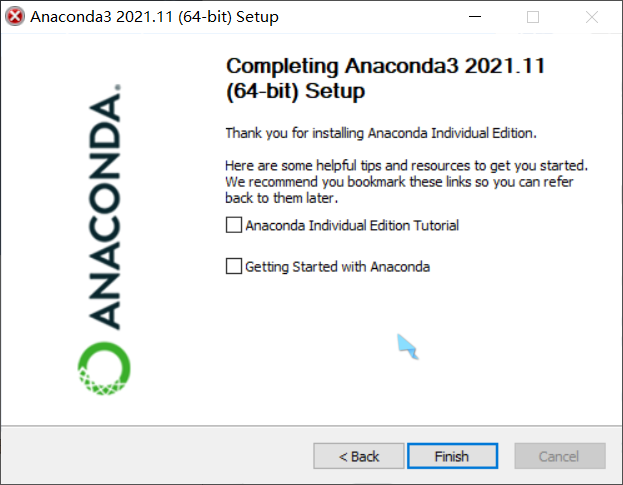 Anaconda3 2021.11 (64-bit) Setup
ANACONDA.
Completing Anaconda3 2021.11
(64-bit) Setup
Thank you for installing Anaconda Individual Edition.
Here are some helpful tips and resources to get you started.
We recommend you bookmark these links so you can refer
back to them later.
Anaconda Individual Edition Tutorial
Getting Started with Anaconda
< Back
Finish
Cancel